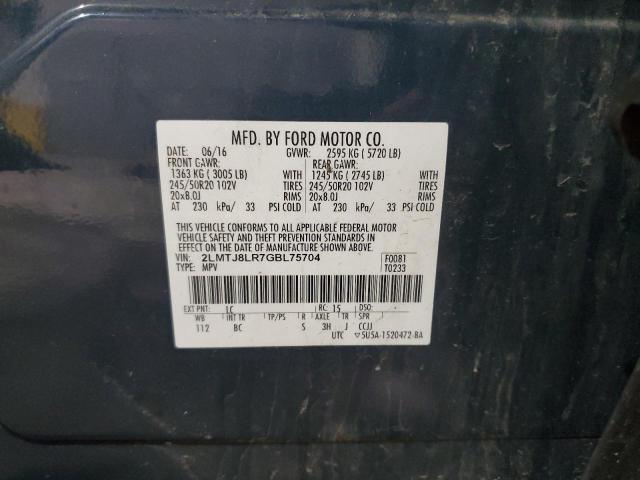 MFD. BY FORD MOTOR CO.
DATE: 06/16 GVWR: 2595 KG ( 5720 LB)
FRONT GAWR: REAR GAWR:
1363 KG ( 3005 LB) WITH 1245 KG ( 2745 LB) WITH
245/50R20 102V TIRES 245/50R20 102V TIRES
20x8.0J RIMS 20x8.0J RIMS
AT 230 kPa/ 33 PSI COLD AT 230 kPa/ 33 PSI COLD
THIS VEHICLE CONFORMS TO ALL APPLICABLE FEDERAL MOTOR
VEHICLE SAFETY AND THEFT PREVENTION STANDARDS IN
EFFECT ON THE DATE OF MANUFACTURE SHOWN ABOVE.
VIN: 2LMTJ8LR7GBL75704 F0081
TYPE: MPV T0233
EXT PNT: 1C RC: 15 DSO:
WB INT TR TP/PS R AXLE TR SPR
112 BC S 3H J CCJJ
UTC ▽5U5A-1520472-BA